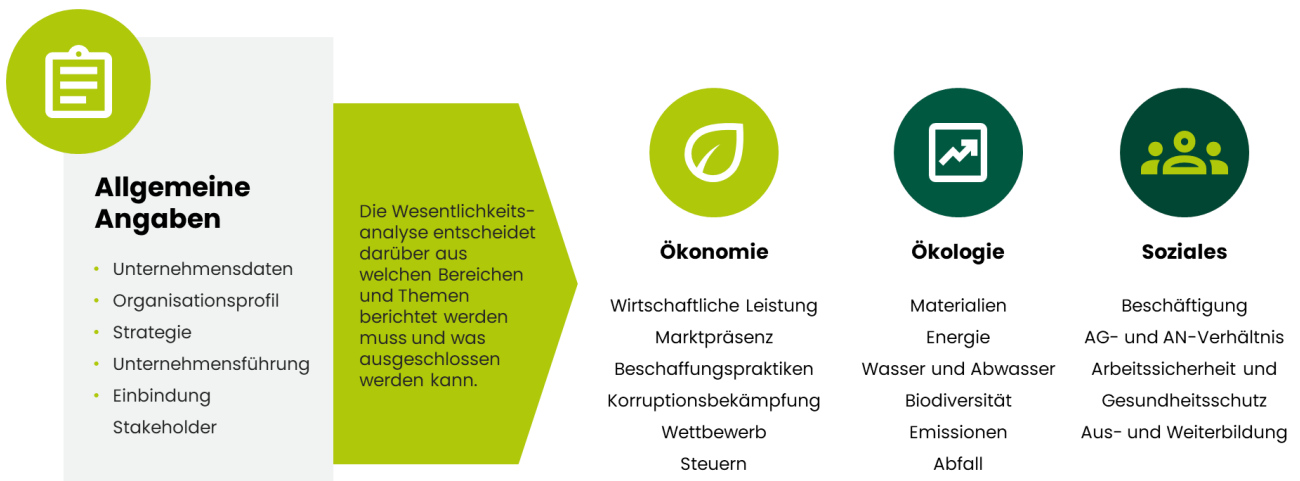 Allgemeine
Angaben
• Unternehmensdaten
• Organisationsprofil
• Strategie
• Unternehmensführung
• Einbindung
Stakeholder
Die Wesentlichkeits-
analyse entscheidet
darüber aus
welchen Bereichen
und Themen
berichtet werden
muss und was
ausgeschlossen
werden kann.
Ökonomie
Wirtschaftliche Leistung
Marktpräsenz
Beschaffungspraktiken
Korruptionsbekämpfung
Wettbewerb
Steuern
Ökologie
Materialien
Energie
Wasser und Abwasser
Biodiversität
Emissionen
Abfall
Soziales
Beschäftigung
AG- und AN-Verhältnis
Arbeitssicherheit und
Gesundheitsschutz
Aus- und Weiterbildung